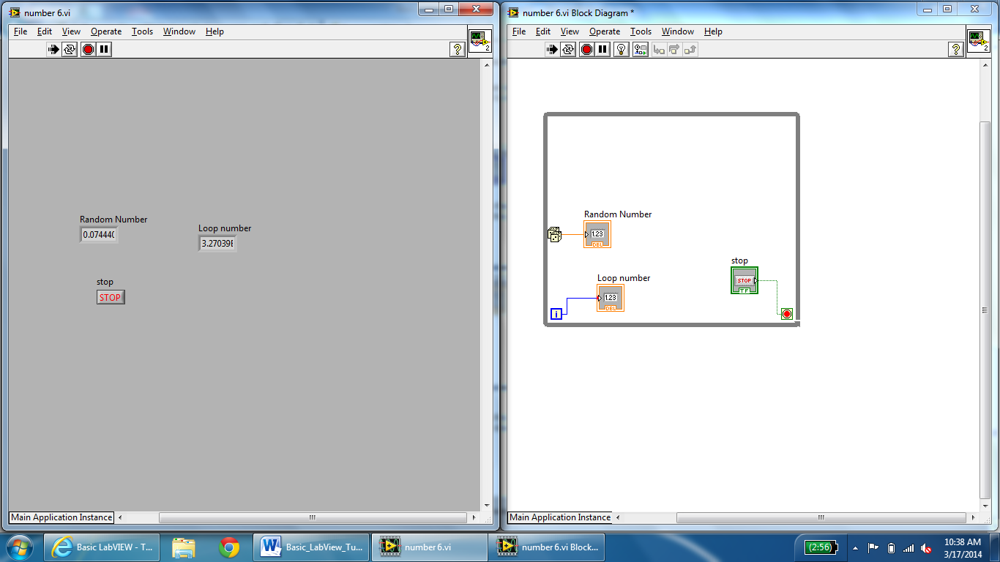 number 6.vi
File Edit View Operate Tools Window Help
?
2
Random Number
0.074440
Loop number
3.27039E
stop
STOP
Main Application Instance
number 6.vi Block Diagram *
File Edit View Operate Tools Window Help
?
2
Random Number
1.23
DBL
stop
STOP
TF
Loop number
1.23
DBL
i
Main Application Instance
Basic LabVIEW - T...
Basic_LabView_Tu...
number 6.vi
number 6.vi Block...
(2:56)
10:38 AM
3/17/2014